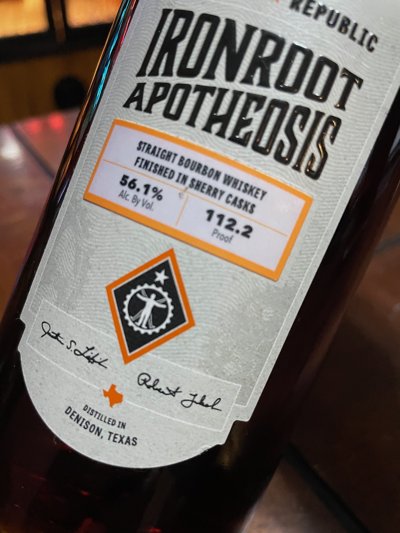 REPUBLIC
IRONROOT
APOTHEOSIS
STRAIGHT BOURBON WHISKEY
FINISHED IN SHERRY CASKS
56.1%
Alc. By Vol.
112.2
Proof
DISTILLED IN
DENISON, TEXAS